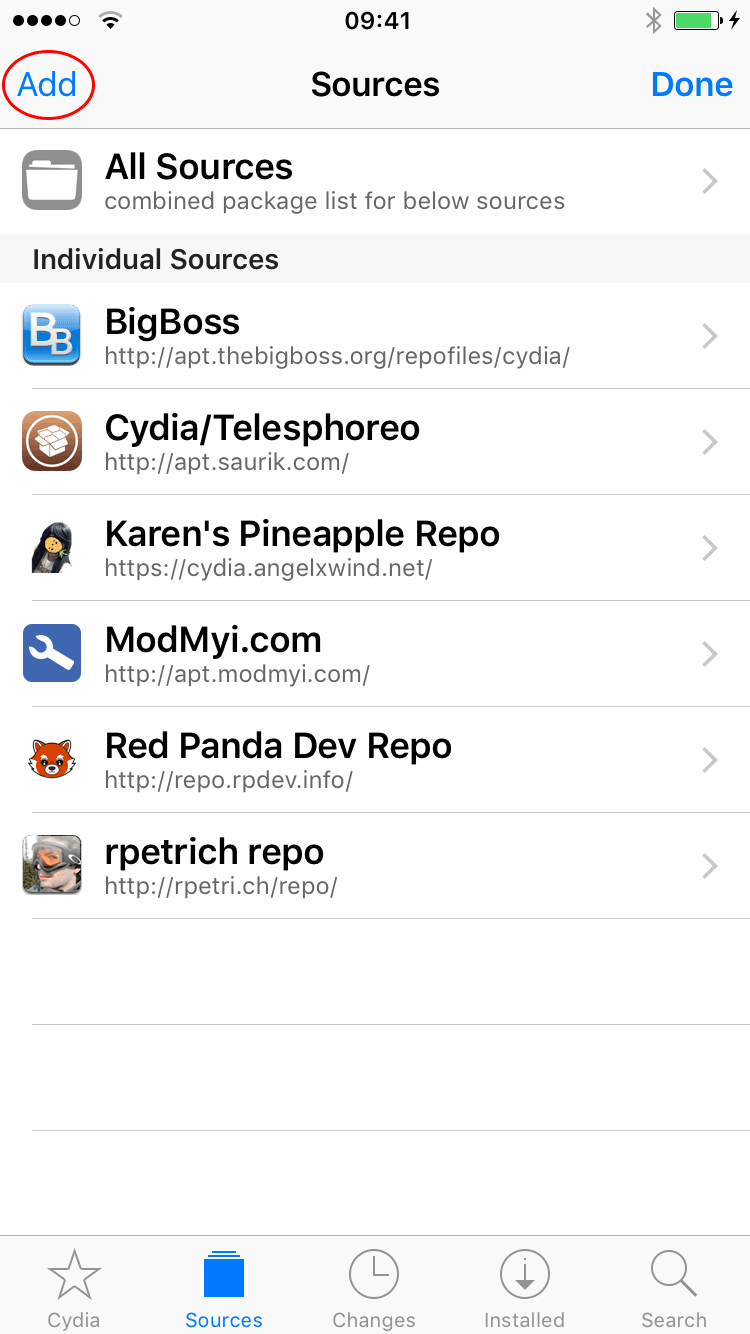 09:41
Add Sources Done
All Sources
combined package list for below sources
Individual Sources
BB
BigBoss
http://apt.thebigboss.org/repofiles/cydia/
Cydia/Telesphoreo
http://apt.saurik.com/
Karen's Pineapple Repo
https://cydia.angelxwind.net/
ModMyi.com
http://apt.modmyi.com/
Red Panda Dev Repo
http://repo.rpdev.info/
rpetrich repo
http://rpetri.ch/repo/
Cydia Sources Changes Installed Search